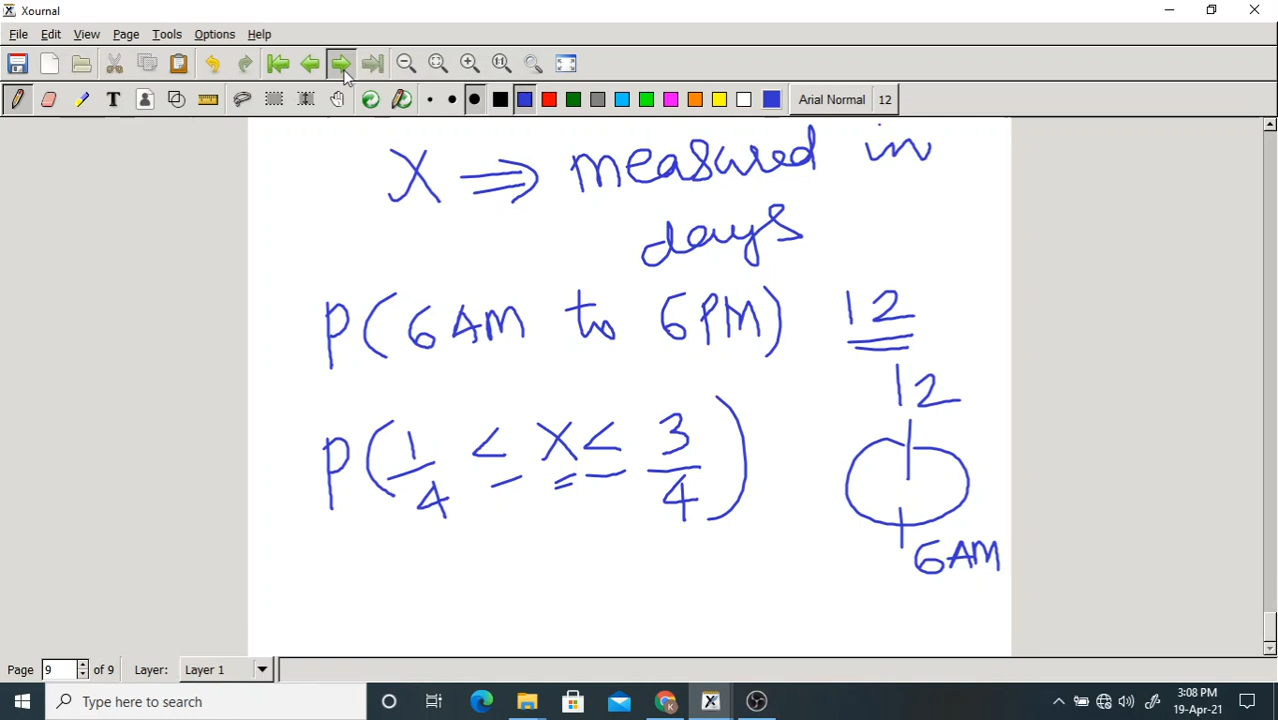 Xournal
File Edit View Page Tools Options Help
Arial Normal 12
X ⇒ measured in
days
P(6AM to 6PM) 12
12
P(1/4 ≤ X ≤ 3/4)
6AM
Page 9 of 9 Layer: Layer 1
Type here to search
3:08 PM
19-Apr-21